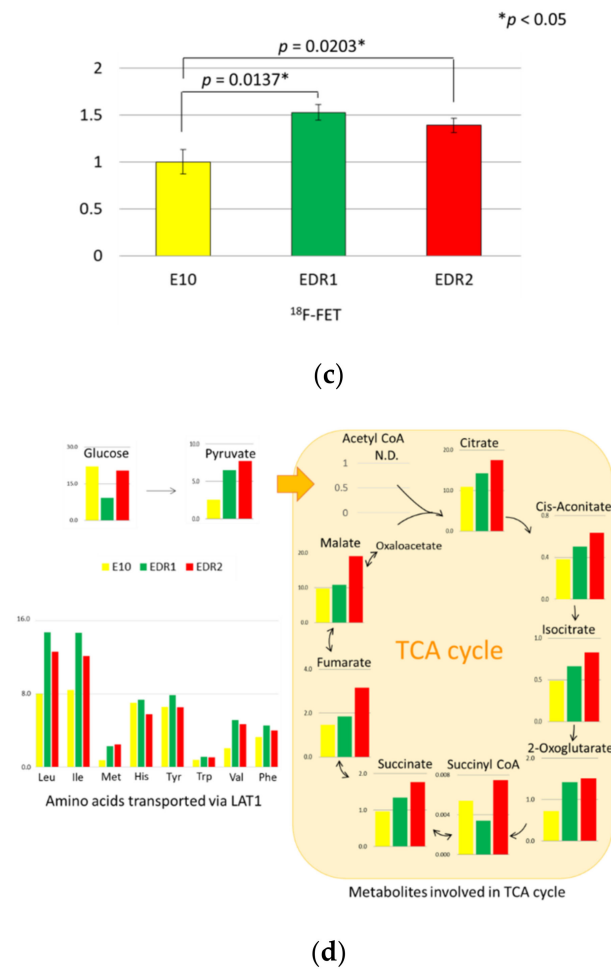 *p < 0.05
p = 0.0203*
p = 0.0137*
2
1.5
1
0.5
0
E10 EDR1 EDR2
¹⁸F-FET
(c)
Glucose
30.0
15.0
0.0
Pyruvate
10.0
5.0
0.0
E10 EDR1 EDR2
Acetyl CoA
N.D.
1
0.5
0
Citrate
20.0
10.0
0.0
Cis-Aconitate
0.8
0.4
0.0
Malate
20.0
10.0
0.0
Oxaloacetate
Isocitrate
1.0
0.5
0.0
TCA cycle
Fumarate
4.0
2.0
0.0
2-Oxoglutarate
2.0
1.0
0.0
Succinate
2.0
1.0
0.0
Succinyl CoA
0.008
0.004
0.000
16.0
8.0
0.0
Leu Ile Met His Tyr Trp Val Phe
Amino acids transported via LAT1
Metabolites involved in TCA cycle
(d)